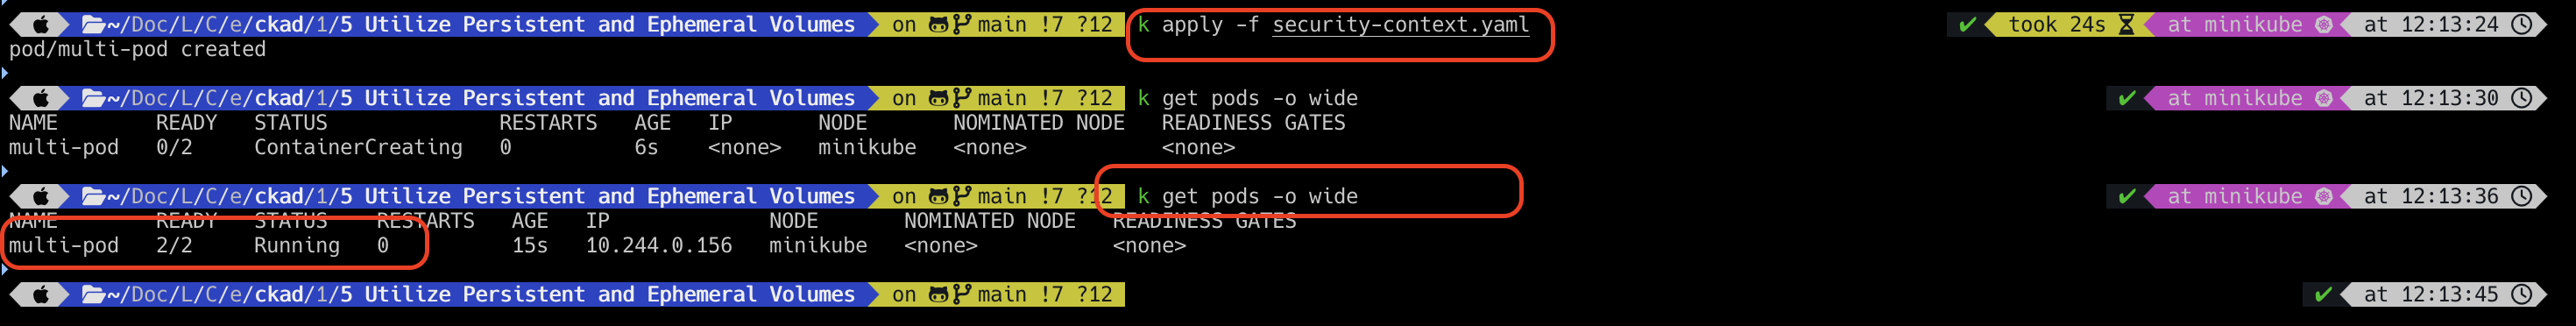 ~/Doc/L/C/e/ckad/1/5 Utilize Persistent and Ephemeral Volumes on main !7 ?12 k apply -f security-context.yaml ✔ took 24s at minikube at 12:13:24
pod/multi-pod created
~/Doc/L/C/e/ckad/1/5 Utilize Persistent and Ephemeral Volumes on main !7 ?12 k get pods -o wide ✔ at minikube at 12:13:30
NAME READY STATUS RESTARTS AGE IP NODE NOMINATED NODE READINESS GATES
multi-pod 0/2 ContainerCreating 0 6s <none> minikube <none> <none>
~/Doc/L/C/e/ckad/1/5 Utilize Persistent and Ephemeral Volumes on main !7 ?12 k get pods -o wide ✔ at minikube at 12:13:36
NAME READY STATUS RESTARTS AGE IP NODE NOMINATED NODE READINESS GATES
multi-pod 2/2 Running 0 15s 10.244.0.156 minikube <none> <none>
~/Doc/L/C/e/ckad/1/5 Utilize Persistent and Ephemeral Volumes on main !7 ?12 ✔ at 12:13:45